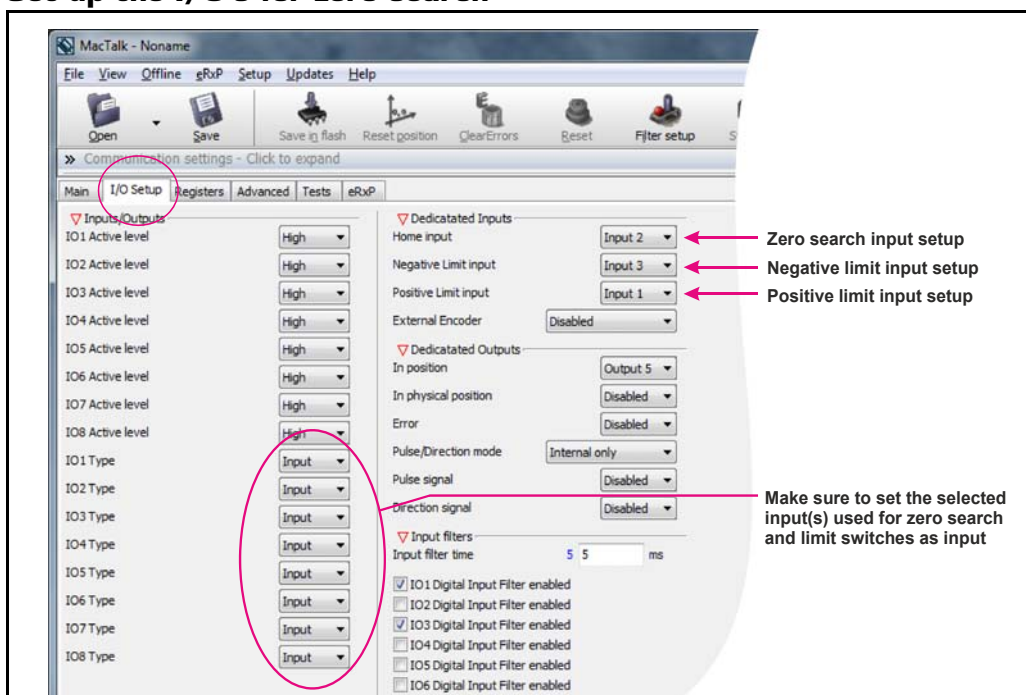 MacTalk - Noname
File View Offline eRxP Setup Updates Help
Open Save Save in flash Reset position ClearErrors Reset Filter setup
» Communication settings - Click to expand
Main I/O Setup Registers Advanced Tests eRxP
Inputs/Outputs
IO1 Active level High
IO2 Active level High
IO3 Active level High
IO4 Active level High
IO5 Active level High
IO6 Active level High
IO7 Active level High
IO8 Active level High
IO1 Type Input
IO2 Type Input
IO3 Type Input
IO4 Type Input
IO5 Type Input
IO6 Type Input
IO7 Type Input
IO8 Type Input
Dedicatated Inputs
Home input Input 2
Negative Limit input Input 3
Positive Limit input Input 1
External Encoder Disabled
Dedicatated Outputs
In position Output 5
In physical position Disabled
Error Disabled
Pulse/Direction mode Internal only
Pulse signal Disabled
Direction signal Disabled
Input filters
Input filter time 5 5 ms
IO1 Digital Input Filter enabled
IO2 Digital Input Filter enabled
IO3 Digital Input Filter enabled
IO4 Digital Input Filter enabled
IO5 Digital Input Filter enabled
IO6 Digital Input Filter enabled
Zero search input setup
Negative limit input setup
Positive limit input setup
Make sure to set the selected
input(s) used for zero search
and limit switches as input